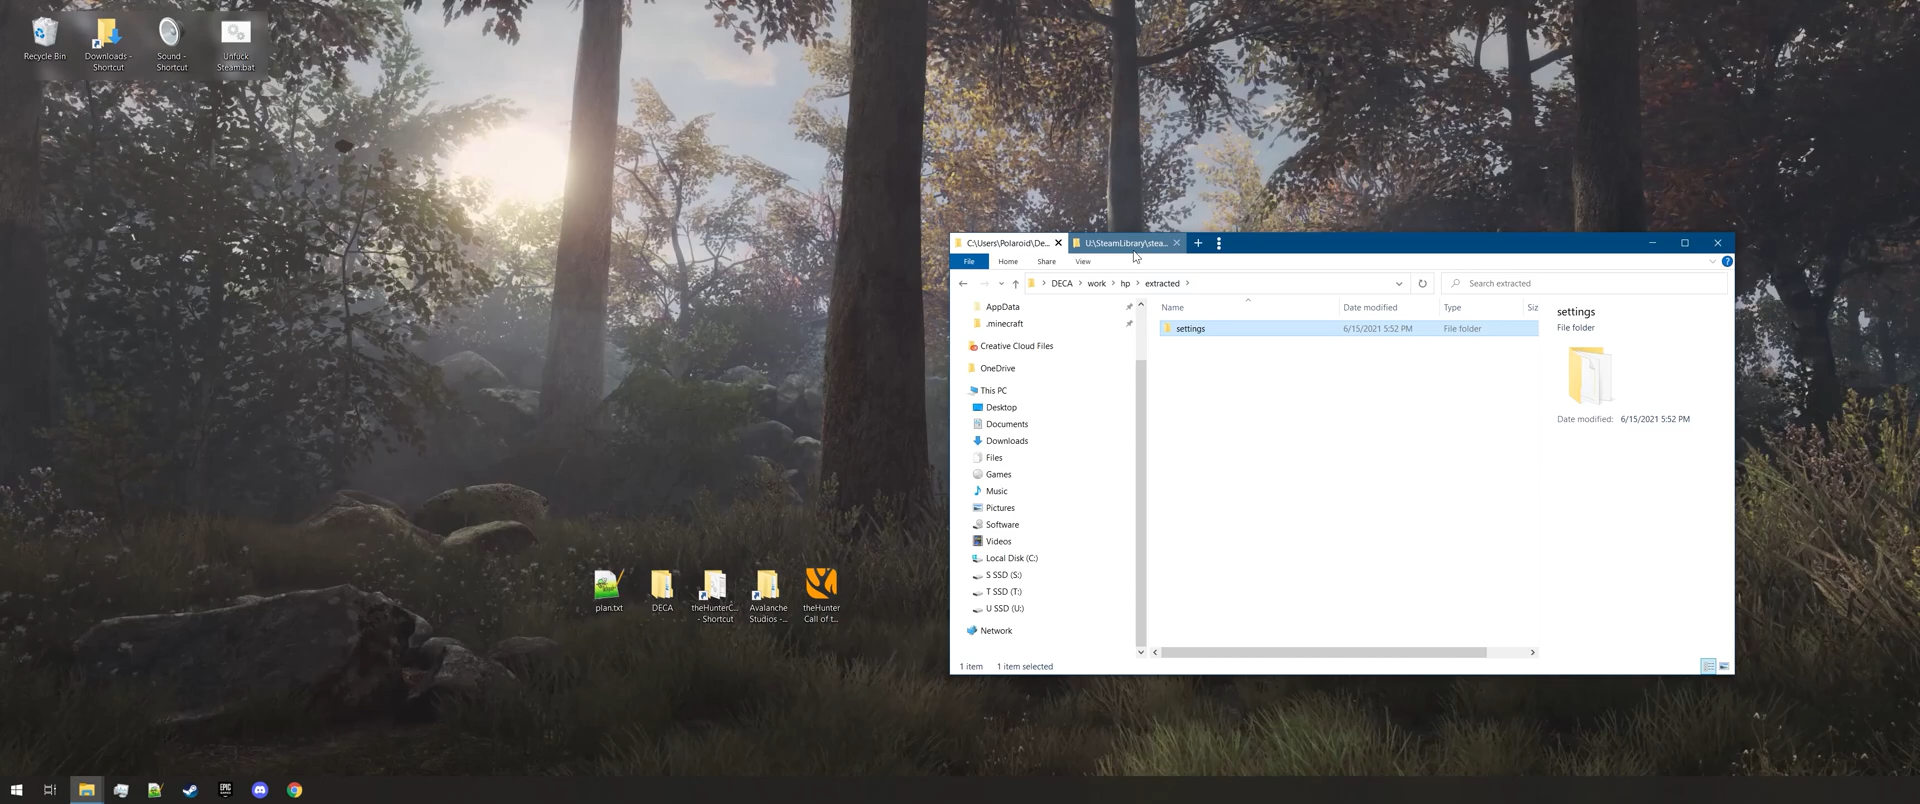 Recycle Bin
Downloads -
Shortcut
Sound -
Shortcut
Unfuck
Steam.bat
plan.txt
DECA
theHunterC...
- Shortcut
Avalanche
Studios -...
theHunter
Call of t...
C:\Users\Polaroid\De...
U:\SteamLibrary\stea...
File
Home
Share
View
DECA
work
hp
extracted
Search extracted
AppData
.minecraft
Creative Cloud Files
OneDrive
This PC
Desktop
Documents
Downloads
Files
Games
Music
Pictures
Software
Videos
Local Disk (C:)
S SSD (S:)
T SSD (T:)
U SSD (U:)
Network
Name
Date modified
Type
Siz
settings
6/15/2021 5:52 PM
File folder
settings
File folder
Date modified: 6/15/2021 5:52 PM
1 item
1 item selected
EPIC